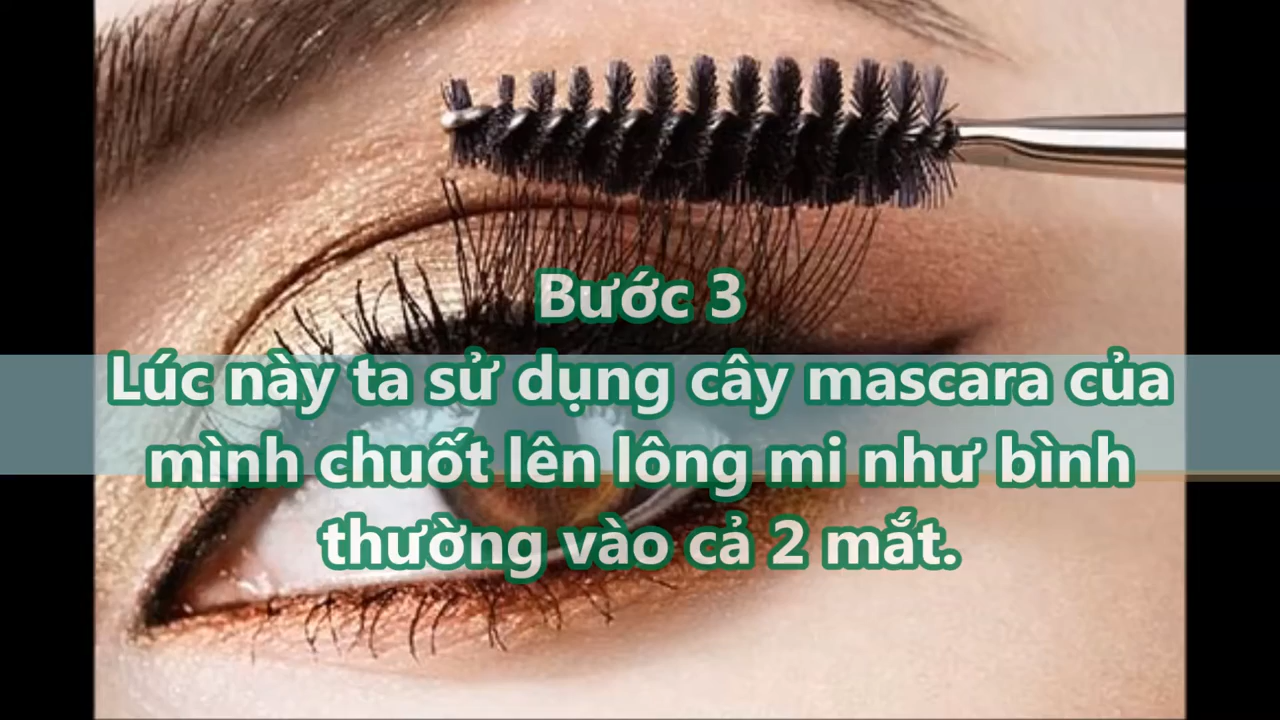 Bước 3
Lúc này ta sử dụng cây mascara của
mình chuốt lên lông mi như bình
thường vào cả 2 mắt.